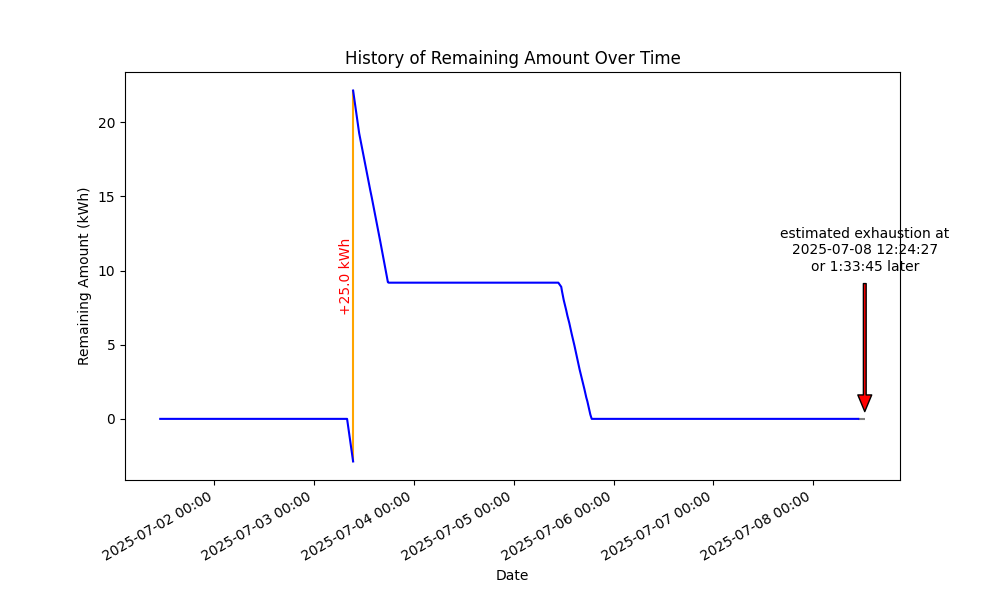 History of Remaining Amount Over Time
Remaining Amount (kWh)
20
15
10
5
0
+25.0 kWh
estimated exhaustion at
2025-07-08 12:24:27
or 1:33:45 later
2025-07-02 00:00
2025-07-03 00:00
2025-07-04 00:00
2025-07-05 00:00
2025-07-06 00:00
2025-07-07 00:00
2025-07-08 00:00
Date